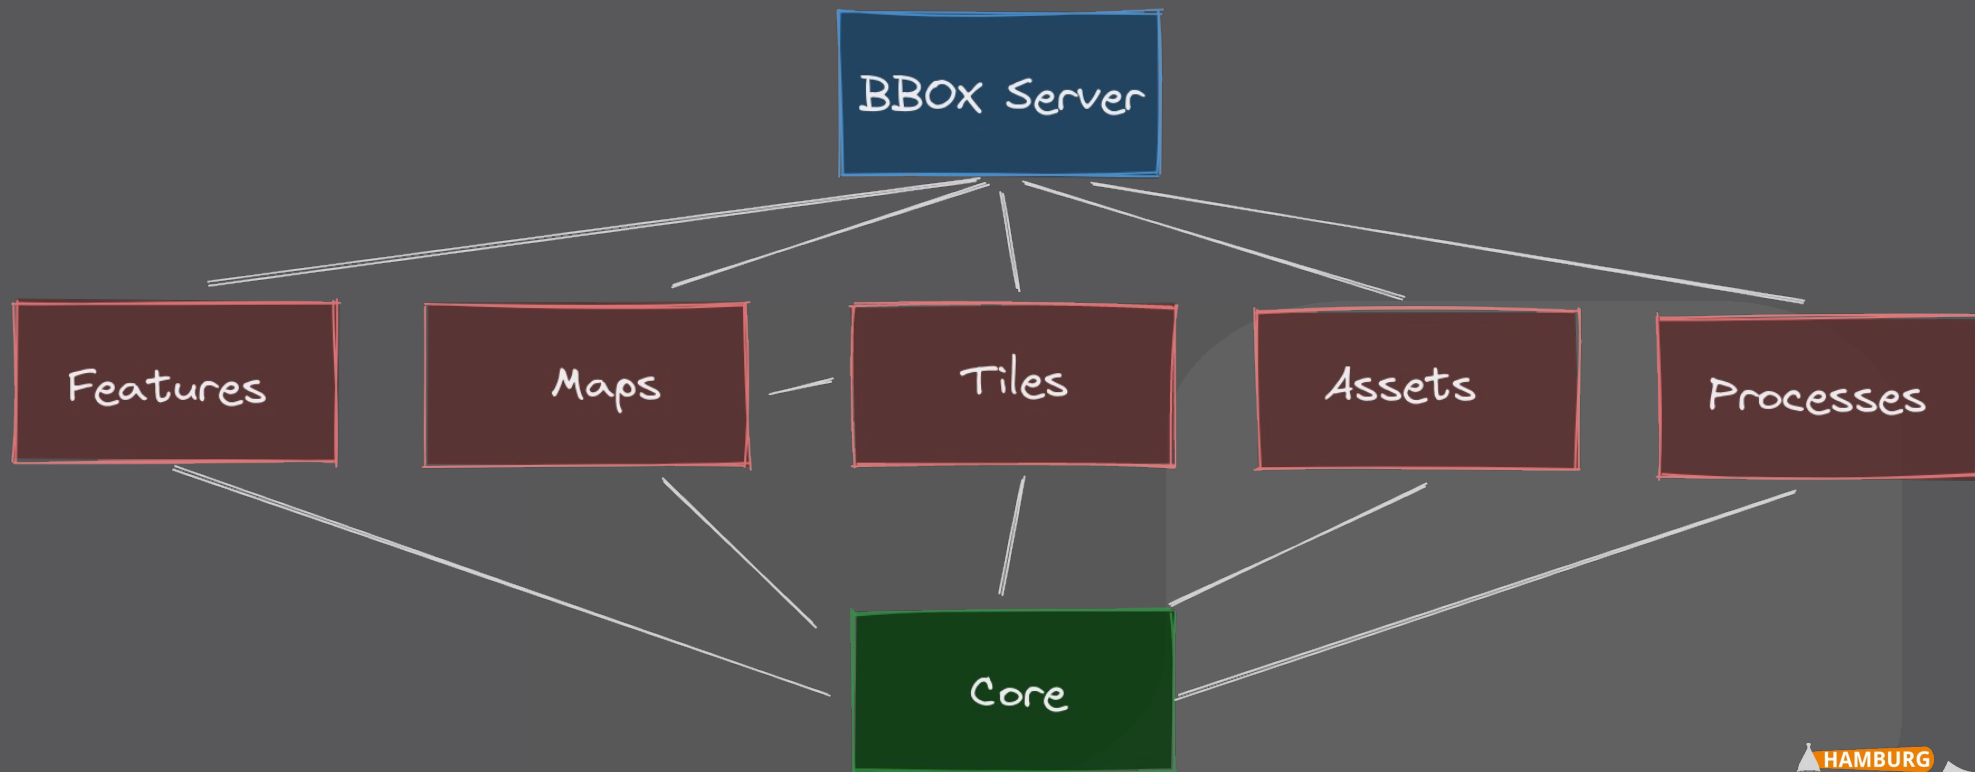 BBOX Server
Features
Maps
Tiles
Assets
Processes
Core
HAMBURG